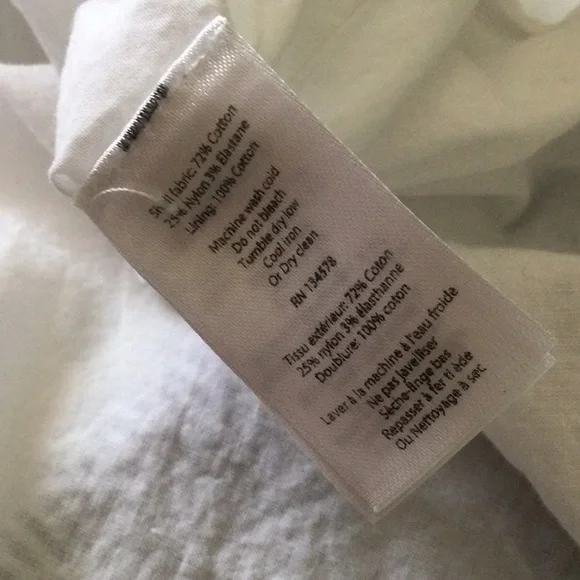 Shell fabric: 72% Cotton
25% Nylon 3% Elastane
Lining: 100% Cotton
Machine wash cold
Do not bleach
Tumble dry low
Cool iron
Or Dry clean
RN 134578
Tissu extérieur: 72% Coton
25% nylon 3% élasthanne
Doublure: 100% coton
Laver à la machine à l'eau froide
Ne pas javelliser
Sèche-linge bas
Repasser à fer tiède
Ou Nettoyage à sec